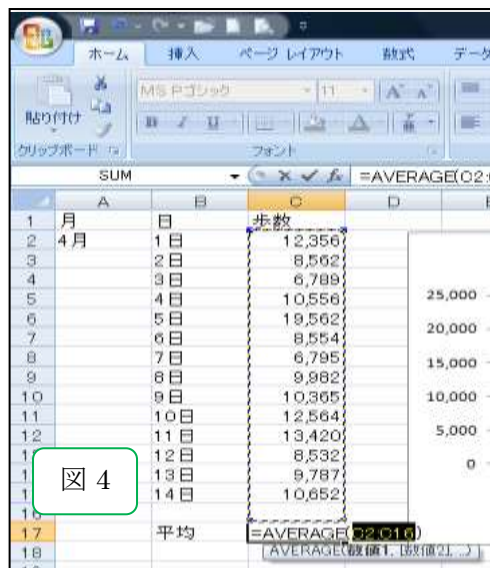 ホーム 挿入 ページ レイアウト 数式 データ
MS Pゴシック 11 A A
貼り付け B I U A
クリップボード フォント
SUM fx =AVERAGE(C2:
A B C D
1 月 日 歩数
2 4月 1日 12,356
3 2日 8,562
4 3日 6,789
5 4日 10,556
6 5日 19,562
7 6日 8,554
8 7日 6,795
9 8日 9,982
10 9日 10,365
11 10日 12,564
12 11日 13,420
12日 8,532
13日 9,787
14日 10,652
16
17 平均 =AVERAGE(C2:C16)
18 AVERAGE(数値1, [数値2], ...)
25,000
20,000
15,000
10,000
5,000
0
図 4